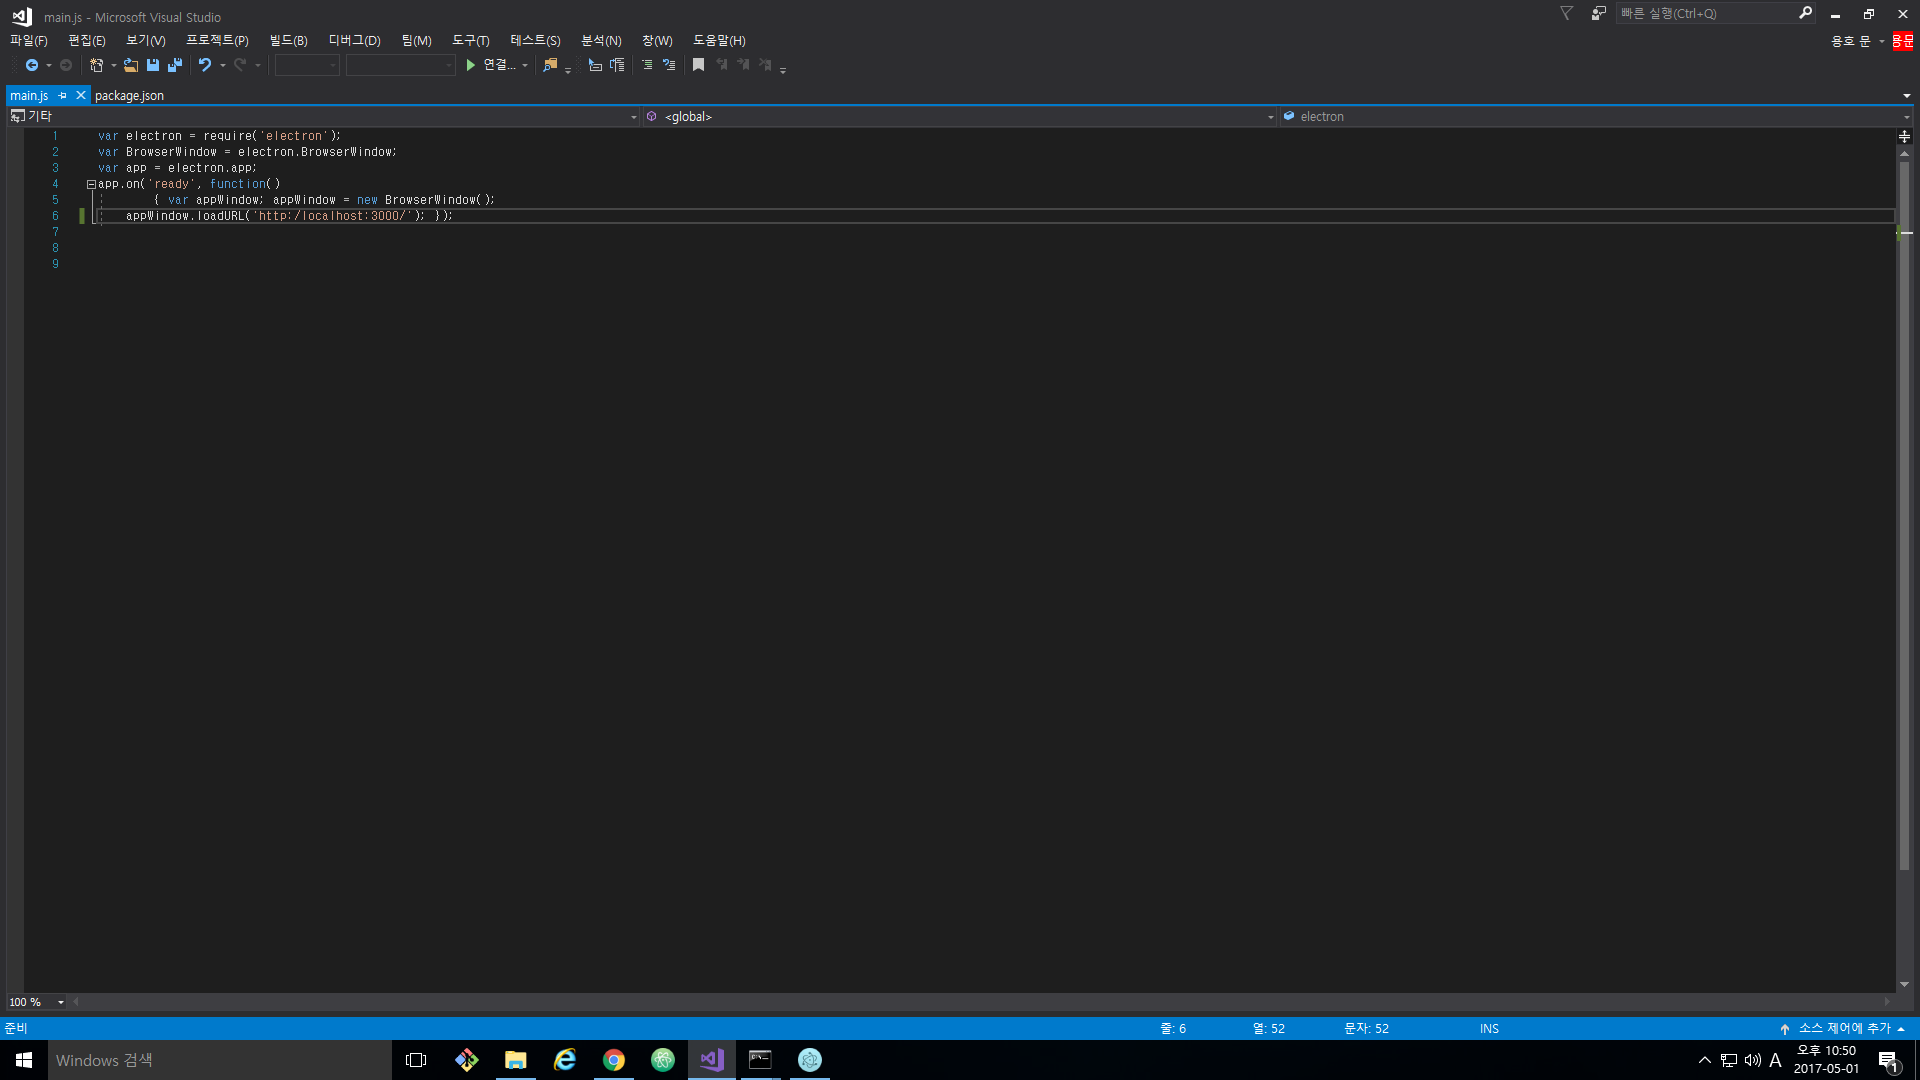 main.js - Microsoft Visual Studio
빠른 실행(Ctrl+Q)
파일(F) 편집(E) 보기(V) 프로젝트(P) 빌드(B) 디버그(D) 팀(M) 도구(T) 테스트(S) 분석(N) 창(W) 도움말(H)
용호 문 용문
연결...
main.js package.json
기타 <global> electron
1 var electron = require('electron');
2 var BrowserWindow = electron.BrowserWindow;
3 var app = electron.app;
4 app.on('ready', function()
5 { var appWindow; appWindow = new BrowserWindow();
6 appWindow.loadURL('http:/localhost:3000/'); });
7
8
9
100 %
준비 줄: 6 열: 52 문자: 52 INS 소스 제어에 추가
Windows 검색
A
오후 10:50
2017-05-01
1